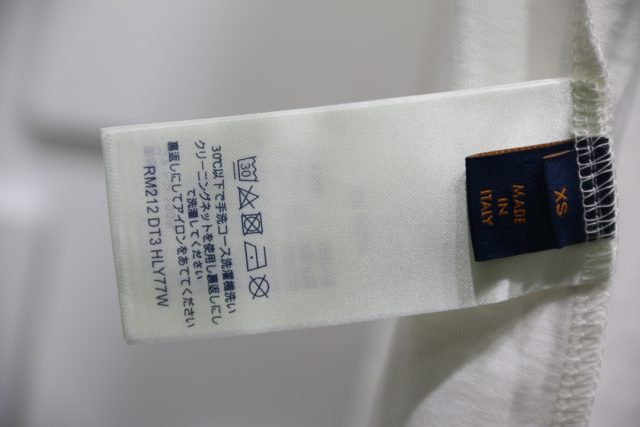 XS
MADE
IN
ITALY
30
30℃以下で手洗コース洗濯機洗い
クリーニングネットを使用し裏返しにし
て洗濯してください
裏返しにしてアイロンをあててください
RM212 DT3 HLY77W